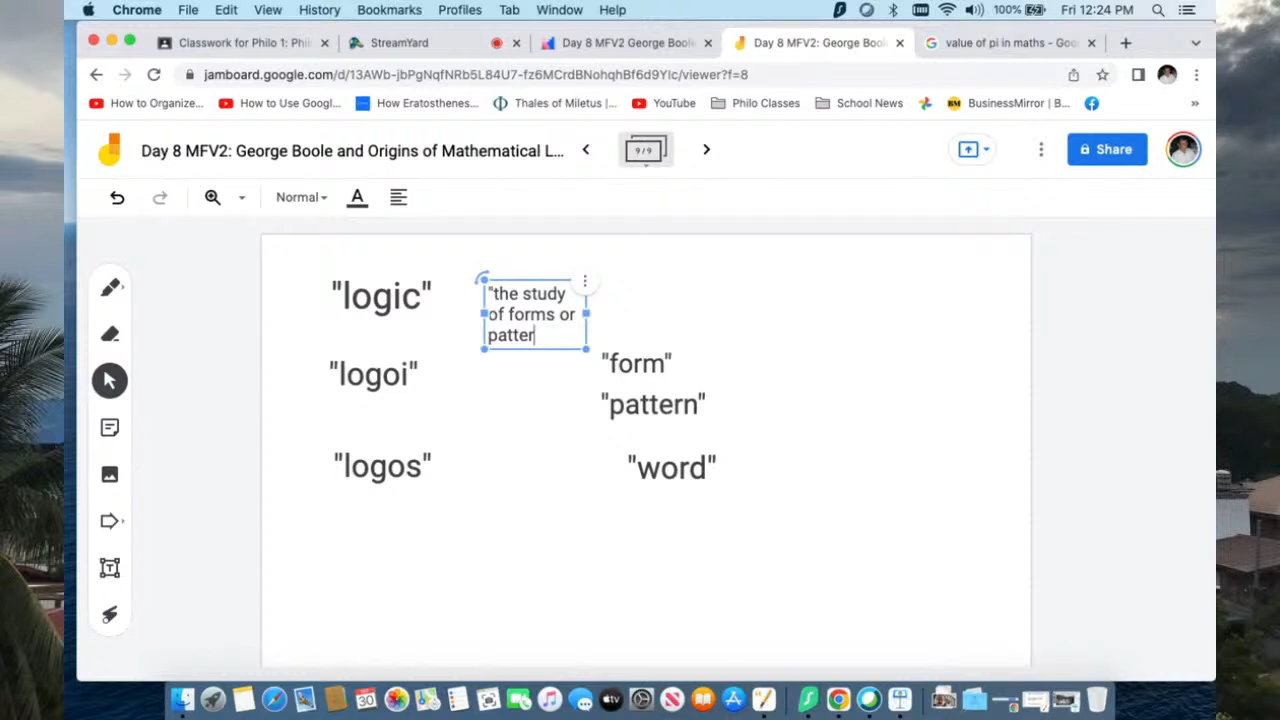 Chrome File Edit View History Bookmarks Profiles Tab Window Help 100% Fri 12:24 PM
Classwork for Philo 1: Phil × StreamYard × Day 8 MFV2 George Boole × Day 8 MFV2: George Bool × value of pi in maths - Goo ×
jamboard.google.com/d/13AWb-jbPgNqfNRb5L84U7-fz6MCrdBNohqhBf6d9Ylc/viewer?f=8
How to Organize... How to Use Googl... How Eratosthenes... Thales of Miletus |... YouTube Philo Classes School News BusinessMirror | B... »
Day 8 MFV2: George Boole and Origins of Mathematical L... 9/9 Share
Normal A
"logic"
"the study
of forms or
patter
"form"
"logoi"
"pattern"
"logos" "word"
30
tv